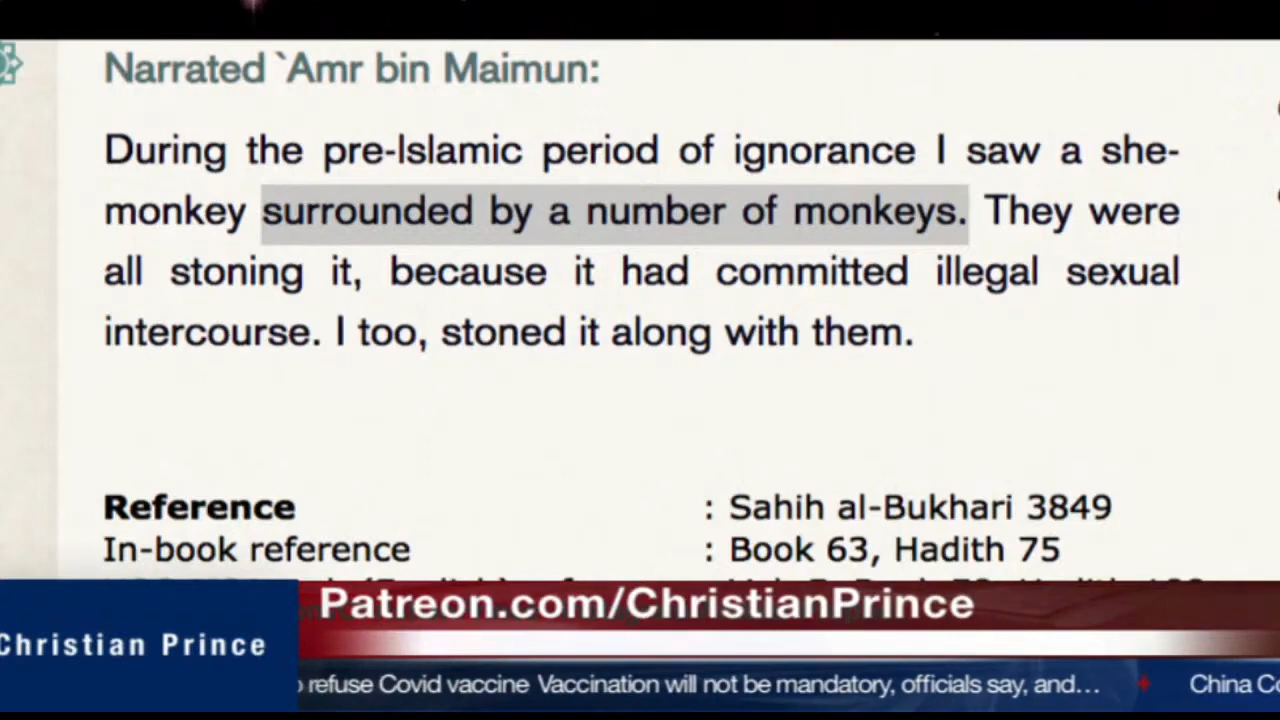 Narrated `Amr bin Maimun:
During the pre-Islamic period of ignorance I saw a she-
monkey surrounded by a number of monkeys. They were
all stoning it, because it had committed illegal sexual
intercourse. I too, stoned it along with them.
Reference : Sahih al-Bukhari 3849
In-book reference : Book 63, Hadith 75
Patreon.com/ChristianPrince
Christian Prince
refuse Covid vaccine Vaccination will not be mandatory, officials say, and... China